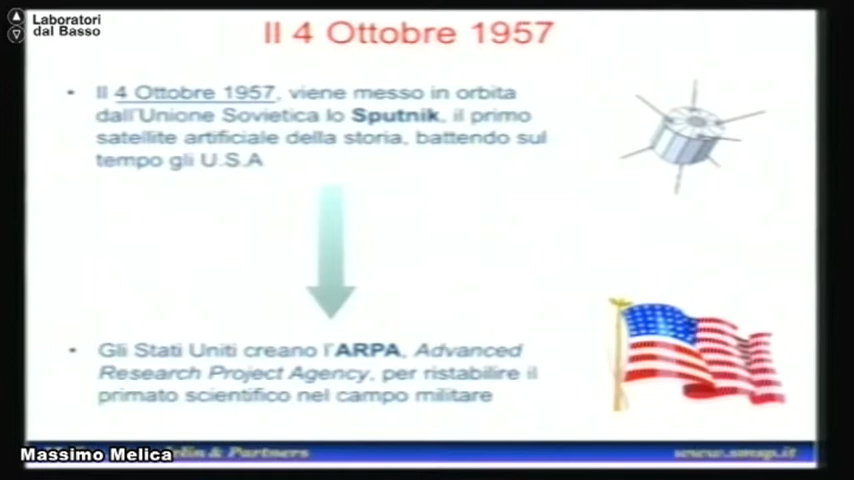 Laboratori
dal Basso
Il 4 Ottobre 1957
• Il 4 Ottobre 1957, viene messo in orbita
dall'Unione Sovietica lo Sputnik, il primo
satellite artificiale della storia, battendo sul
tempo gli U.S.A
• Gli Stati Uniti creano l'ARPA, Advanced
Research Project Agency, per ristabilire il
primato scientifico nel campo militare
Massimo Melica
& Partners
www.smap.it